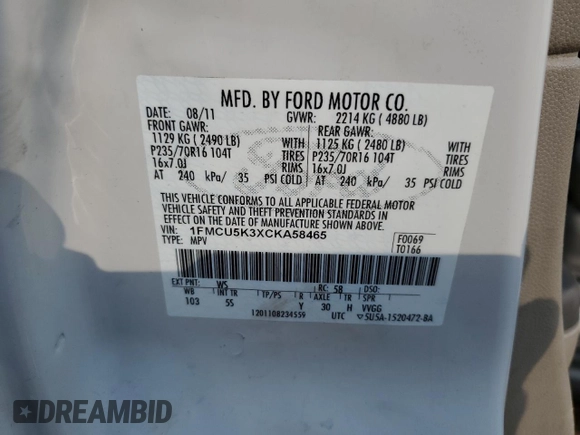 MFD. BY FORD MOTOR CO.
DATE: 08/11 GVWR: 2214 KG ( 4880 LB)
FRONT GAWR: REAR GAWR:
1129 KG ( 2490 LB) WITH 1125 KG ( 2480 LB) WITH
P235/70R16 104T TIRES P235/70R16 104T TIRES
16x7.0J RIMS 16x7.0J RIMS
AT 240 kPa/ 35 PSI COLD AT 240 kPa/ 35 PSI COLD
THIS VEHICLE CONFORMS TO ALL APPLICABLE FEDERAL MOTOR
VEHICLE SAFETY AND THEFT PREVENTION STANDARDS IN
EFFECT ON THE DATE OF MANUFACTURE SHOWN ABOVE.
VIN: 1FMCU5K3XCKA58465 F0069
TYPE: MPV T0166
EXT PNT: WS RC: 58 DSO:
WB INT TR TP/PS R AXLE TR SPR
103 55 Y 30 H VVGG
1201108234559 UTC ▽5U5A-1520472-BA
Ford
DREAMBID